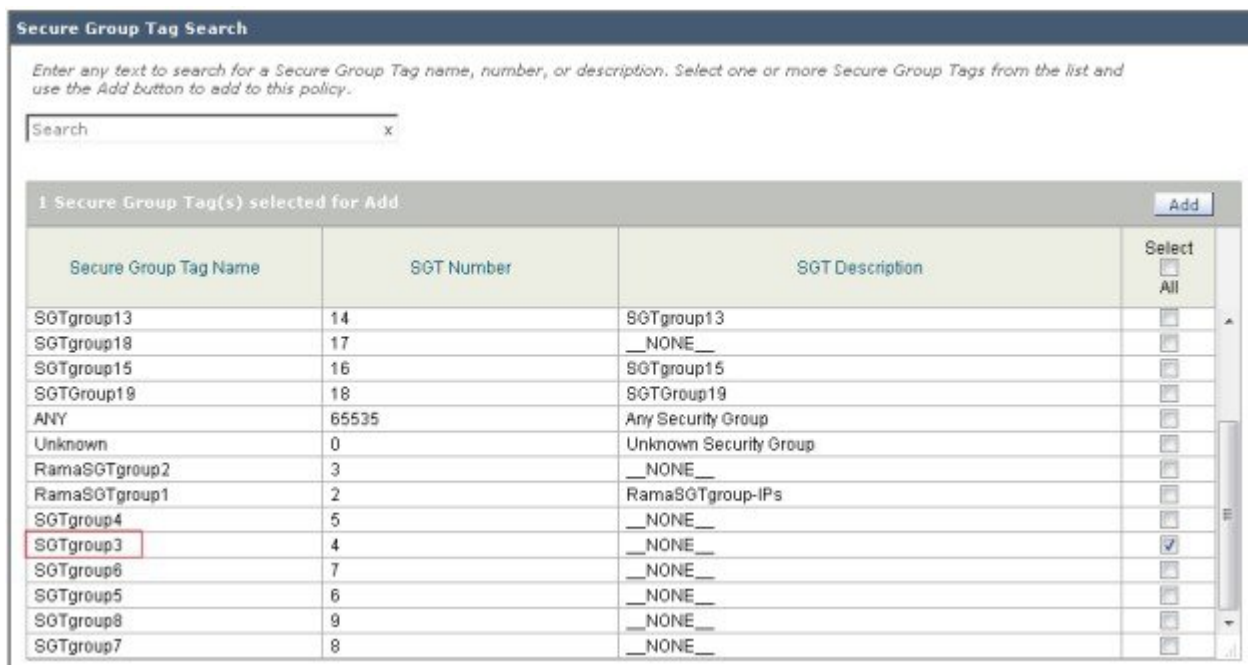 Secure Group Tag Search
Enter any text to search for a Secure Group Tag name, number, or description. Select one or more Secure Group Tags from the list and
use the Add button to add to this policy.
Search x
1 Secure Group Tag(s) selected for Add Add
Secure Group Tag Name SGT Number SGT Description Select All
SGTgroup13 14 SGTgroup13
SGTgroup18 17 __NONE__
SGTgroup15 16 SGTgroup15
SGTGroup19 18 SGTGroup19
ANY 65535 Any Security Group
Unknown 0 Unknown Security Group
RamaSGTgroup2 3 __NONE__
RamaSGTgroup1 2 RamaSGTgroup-IPs
SGTgroup4 5 __NONE__
SGTgroup3 4 __NONE__
SGTgroup6 7 __NONE__
SGTgroup5 6 __NONE__
SGTgroup8 9 __NONE__
SGTgroup7 8 __NONE__